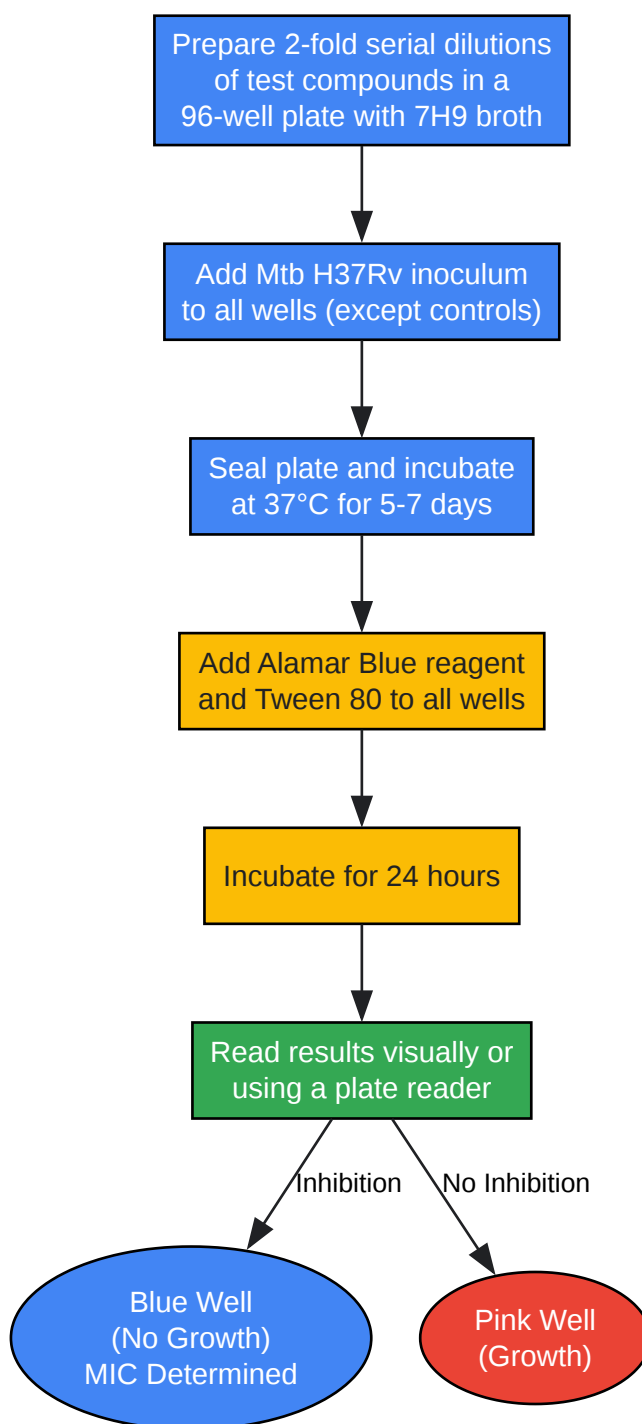 Prepare 2-fold serial dilutions
of test compounds in a
96-well plate with 7H9 broth
Add Mtb H37Rv inoculum
to all wells (except controls)
Seal plate and incubate
at 37°C for 5-7 days
Add Alamar Blue reagent
and Tween 80 to all wells
Incubate for 24 hours
Read results visually or
using a plate reader
Inhibition
No Inhibition
Blue Well
(No Growth)
MIC Determined
Pink Well
(Growth)